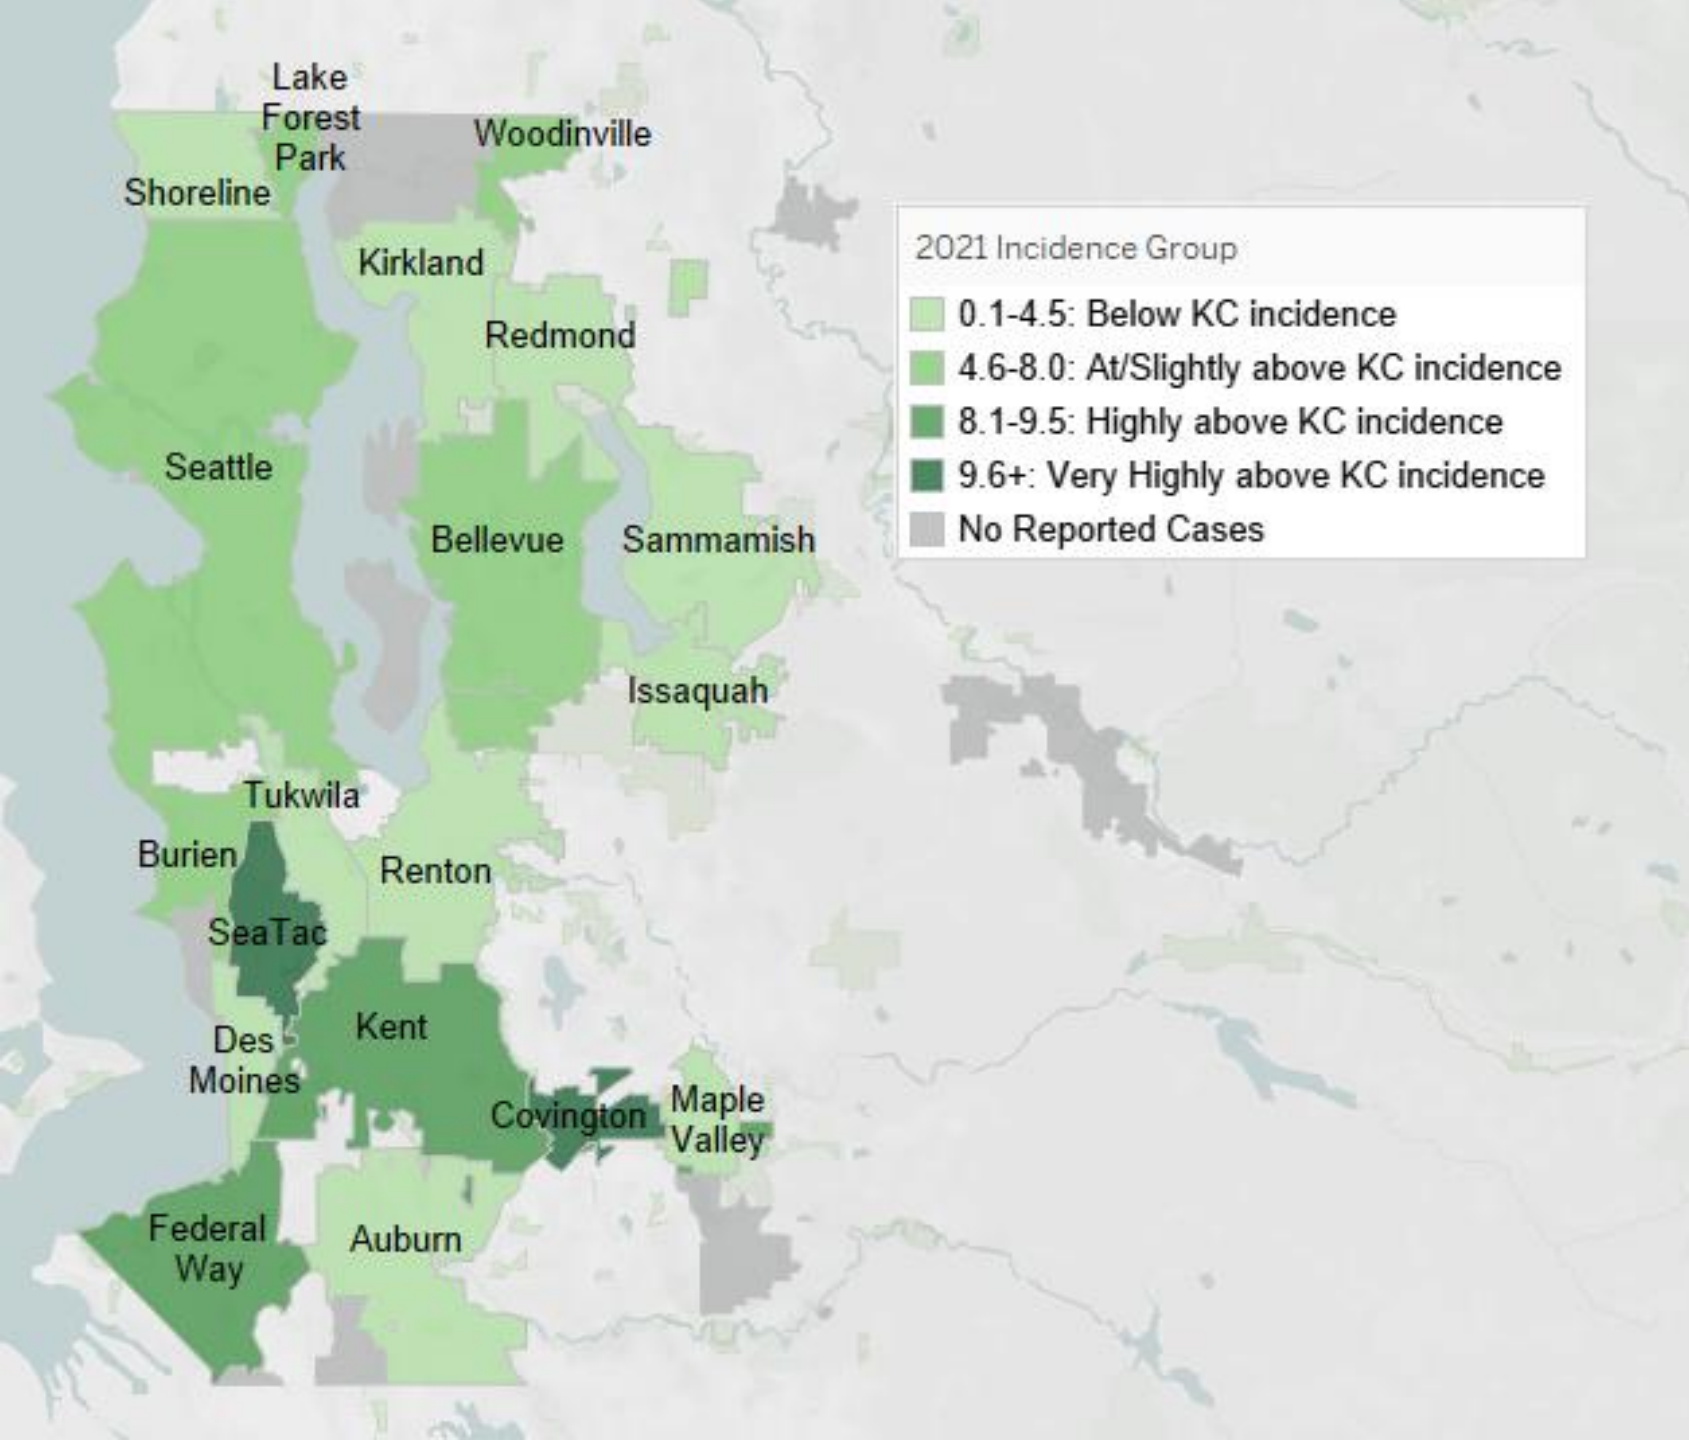 Lake
Forest
Park
Woodinville
Shoreline
Kirkland
Redmond
Seattle
Bellevue
Sammamish
Issaquah
Tukwila
Burien
Renton
SeaTac
Kent
Des
Moines
Covington
Maple
Valley
Federal
Way
Auburn
2021 Incidence Group
0.1-4.5: Below KC incidence
4.6-8.0: At/Slightly above KC incidence
8.1-9.5: Highly above KC incidence
9.6+: Very Highly above KC incidence
No Reported Cases